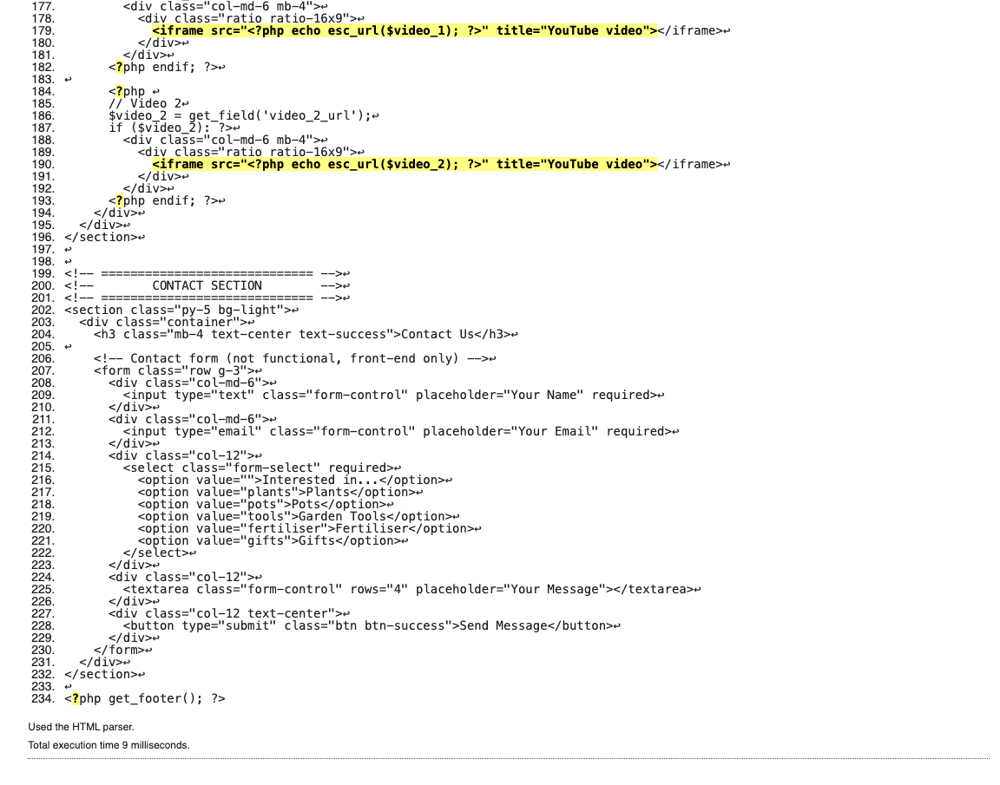 177.         <div class="col-md-6 mb-4">↩
178.           <div class="ratio ratio-16x9">↩
179.             <iframe src="<?php echo esc_url($video_1); ?>" title="YouTube video"></iframe>↩
180.           </div>↩
181.         </div>↩
182.       <?php endif; ?>↩
183. ↩
184.       <?php ↩
185.       // Video 2↩
186.       $video_2 = get_field('video_2_url');↩
187.       if ($video_2): ?>↩
188.         <div class="col-md-6 mb-4">↩
189.           <div class="ratio ratio-16x9">↩
190.             <iframe src="<?php echo esc_url($video_2); ?>" title="YouTube video"></iframe>↩
191.           </div>↩
192.         </div>↩
193.       <?php endif; ?>↩
194.     </div>↩
195.   </div>↩
196. </section>↩
197. ↩
198. ↩
199. <!-- ============================= -->↩
200. <!--        CONTACT SECTION        -->↩
201. <!-- ============================= -->↩
202. <section class="py-5 bg-light">↩
203.   <div class="container">↩
204.     <h3 class="mb-4 text-center text-success">Contact Us</h3>↩
205. ↩
206.     <!-- Contact form (not functional, front-end only) -->↩
207.     <form class="row g-3">↩
208.       <div class="col-md-6">↩
209.         <input type="text" class="form-control" placeholder="Your Name" required>↩
210.       </div>↩
211.       <div class="col-md-6">↩
212.         <input type="email" class="form-control" placeholder="Your Email" required>↩
213.       </div>↩
214.       <div class="col-12">↩
215.         <select class="form-select" required>↩
216.           <option value="">Interested in...</option>↩
217.           <option value="plants">Plants</option>↩
218.           <option value="pots">Pots</option>↩
219.           <option value="tools">Garden Tools</option>↩
220.           <option value="fertiliser">Fertiliser</option>↩
221.           <option value="gifts">Gifts</option>↩
222.         </select>↩
223.       </div>↩
224.       <div class="col-12">↩
225.         <textarea class="form-control" rows="4" placeholder="Your Message"></textarea>↩
226.       </div>↩
227.       <div class="col-12 text-center">↩
228.         <button type="submit" class="btn btn-success">Send Message</button>↩
229.       </div>↩
230.     </form>↩
231.   </div>↩
232. </section>↩
233. ↩
234. <?php get_footer(); ?>
Used the HTML parser.
Total execution time 9 milliseconds.